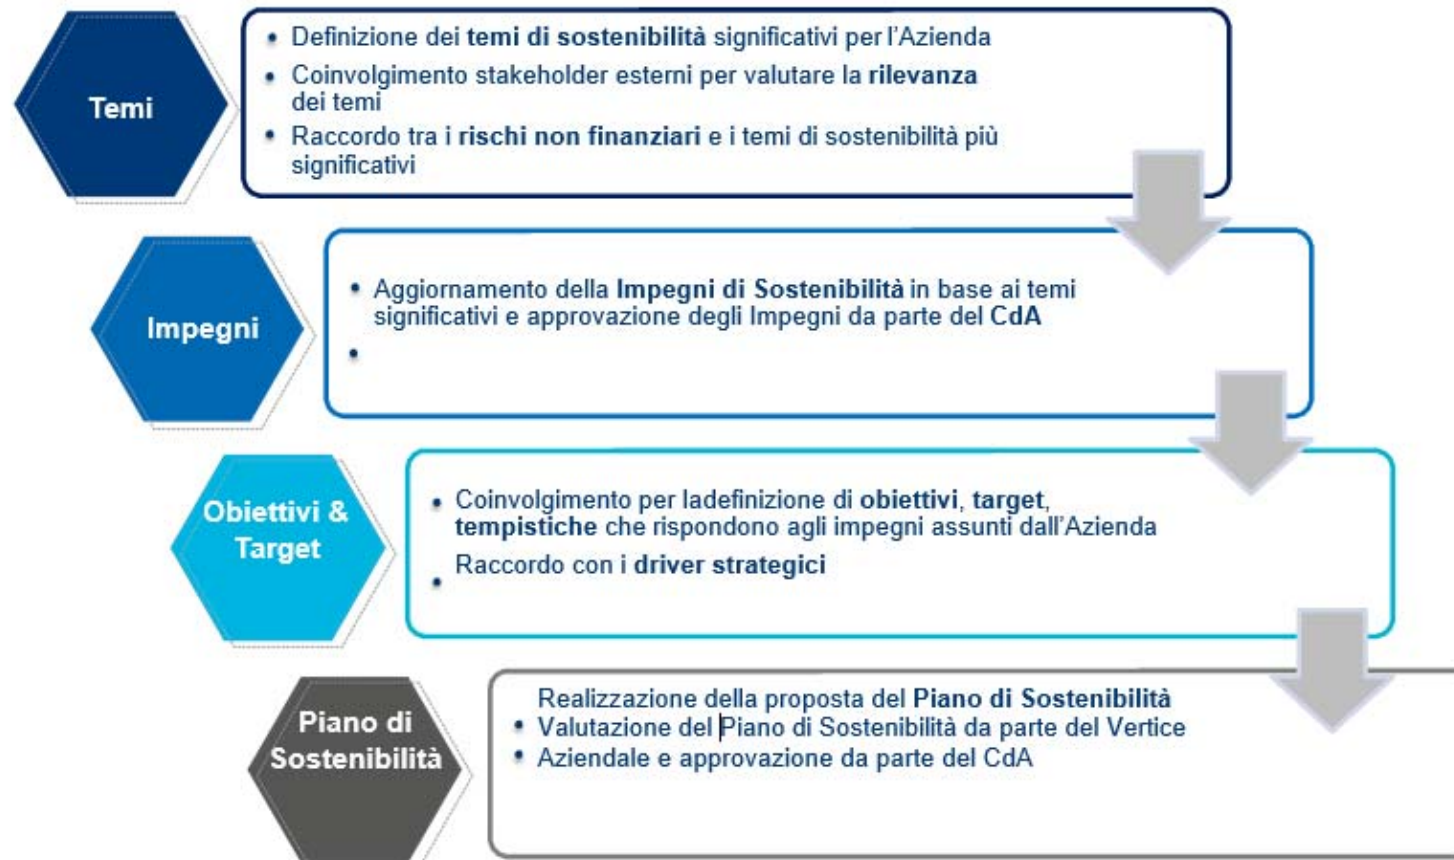 Temi
• Definizione dei temi di sostenibilità significativi per l'Azienda
• Coinvolgimento stakeholder esterni per valutare la rilevanza
dei temi
• Raccordo tra i rischi non finanziari e i temi di sostenibilità più
significativi
Impegni
• Aggiornamento della Impegni di Sostenibilità in base ai temi
significativi e approvazione degli Impegni da parte del CdA
•
Obiettivi &
Target
• Coinvolgimento per ladefinizione di obiettivi, target,
tempistiche che rispondono agli impegni assunti dall'Azienda
• Raccordo con i driver strategici
Piano di
Sostenibilità
Realizzazione della proposta del Piano di Sostenibilità
• Valutazione del Piano di Sostenibilità da parte del Vertice
• Aziendale e approvazione da parte del CdA